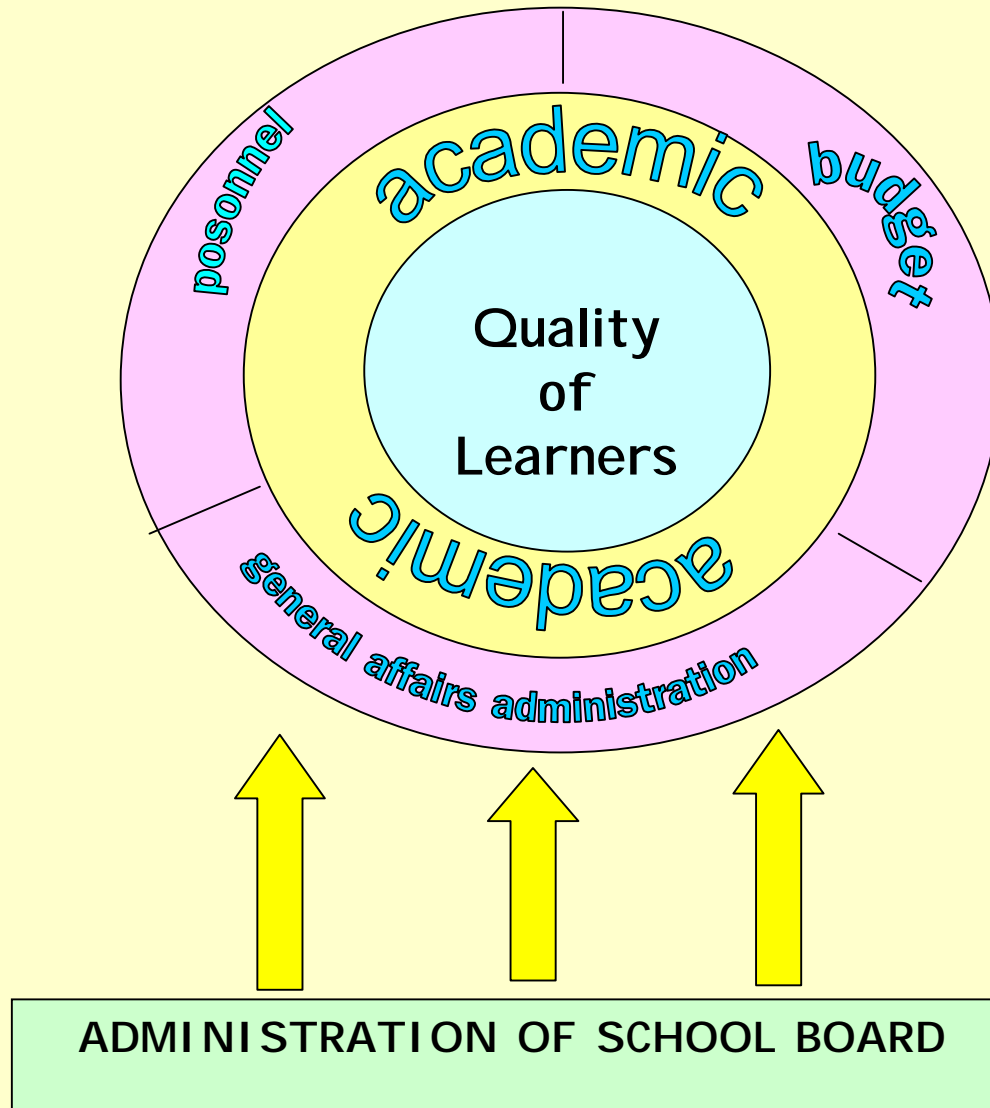 academic
posonnel
budget
Quality
of
Learners
academic
general affairs administration
ADMINISTRATION OF SCHOOL BOARD